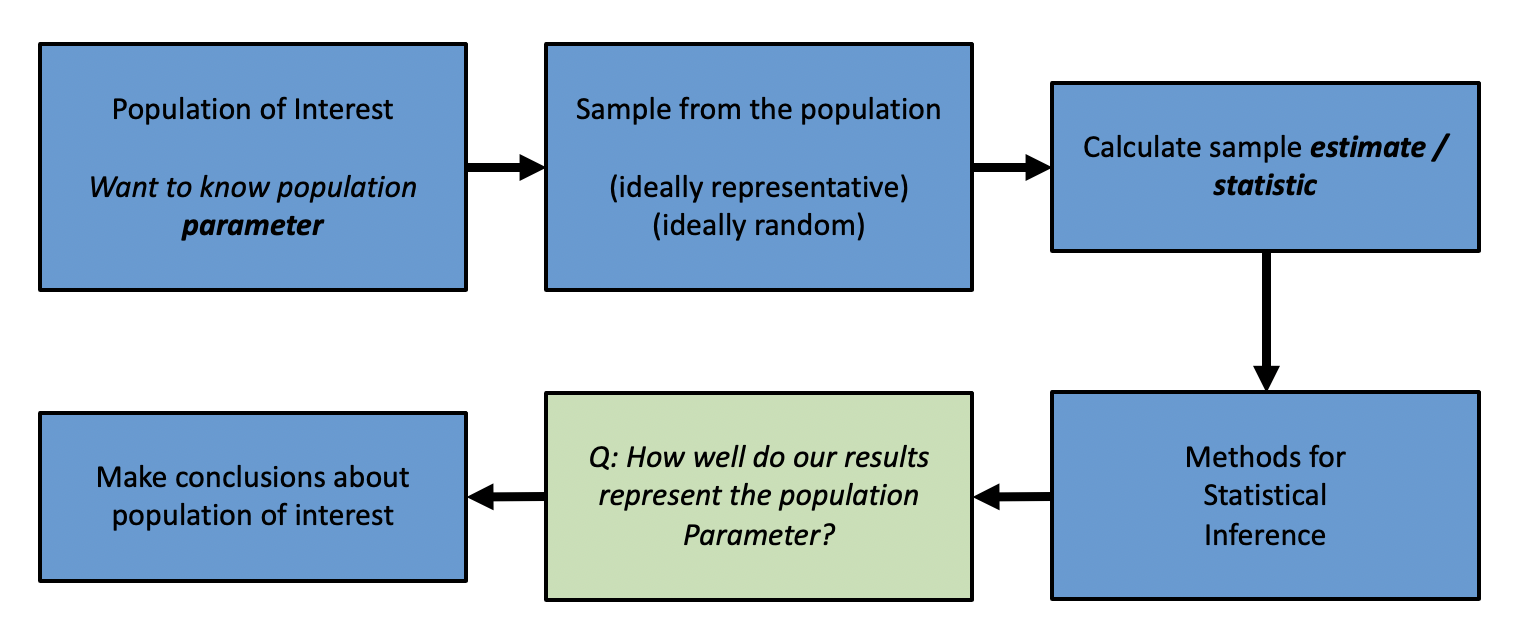 Population of Interest
Want to know population
parameter
Sample from the population
(ideally representative)
(ideally random)
Calculate sample estimate /
statistic
Make conclusions about
population of interest
Q: How well do our results
represent the population
Parameter?
Methods for
Statistical
Inference